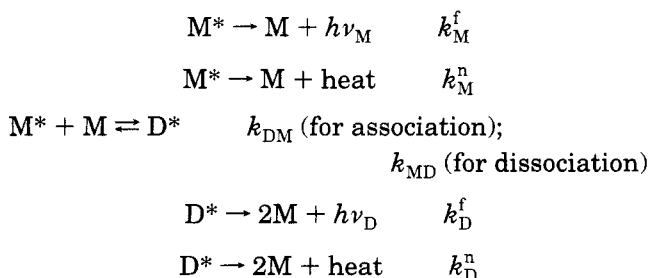 M* → M + hν_M k_M^f
M* → M + heat k_M^n
M* + M ⇌ D* k_DM (for association);
k_MD (for dissociation)
D* → 2M + hν_D k_D^f
D* → 2M + heat k_D^n